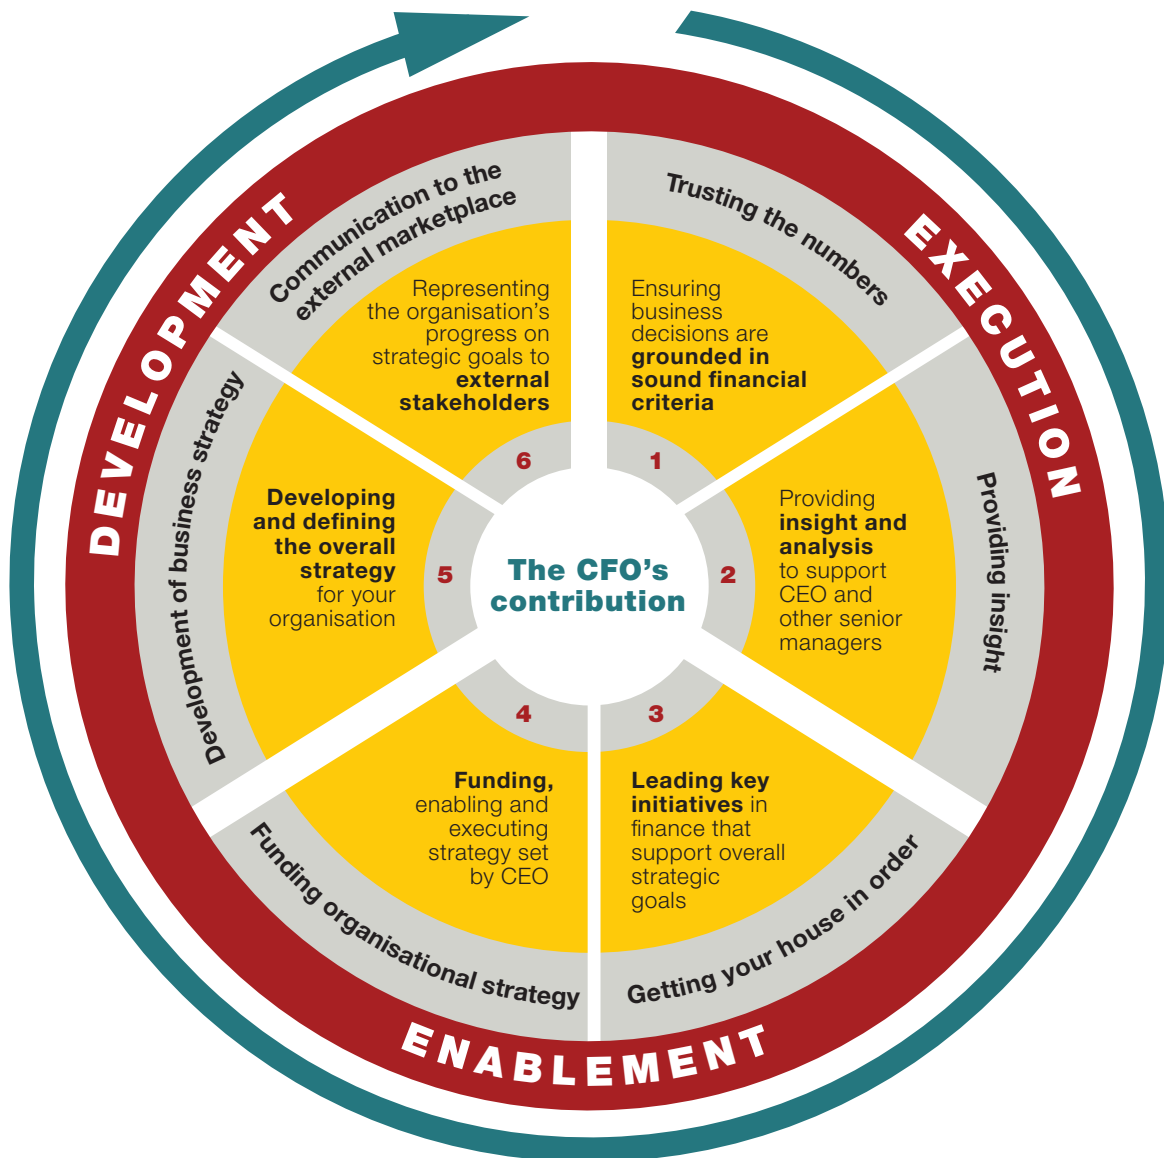 The CFO's
contribution
EXECUTION
Trusting the numbers
Ensuring
business
decisions are
grounded in
sound financial
criteria
1
Providing insight
Providing
insight and
analysis
to support
CEO and
other senior
managers
2
ENABLEMENT
Getting your house in order
3
Leading key
initiatives in
finance that
support overall
strategic
goals
Funding organisational strategy
4
Funding,
enabling and
executing
strategy set
by CEO
DEVELOPMENT
Development of business strategy
Developing
and defining
the overall
strategy
for your
organisation
5
Communication to the
external marketplace
Representing
the organisation's
progress on
strategic goals to
external
stakeholders
6